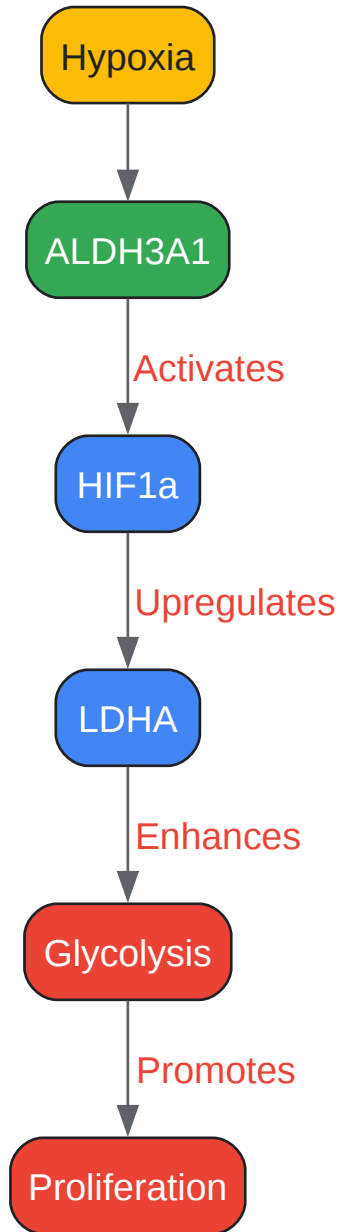 Hypoxia
ALDH3A1
Activates
HIF1a
Upregulates
LDHA
Enhances
Glycolysis
Promotes
Proliferation